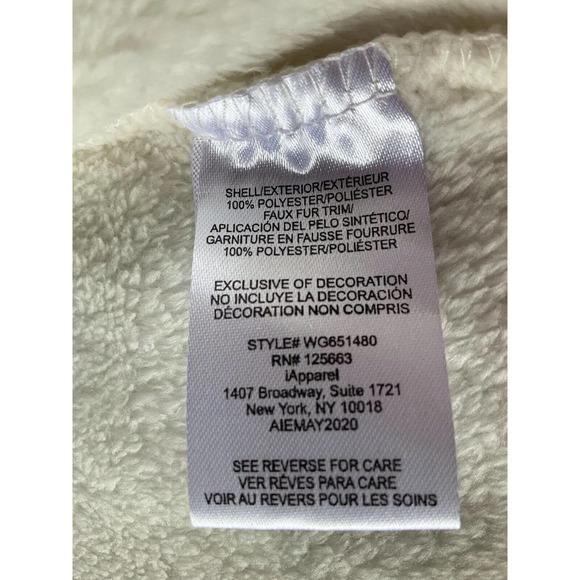 SHELL/EXTERIOR/EXTÉRIEUR
100% POLYESTER/POLIÉSTER
FAUX FUR TRIM/
APLICACIÓN DEL PELO SINTÉTICO/
GARNITURE EN FAUSSE FOURRURE
100% POLYESTER/POLIÉSTER
EXCLUSIVE OF DECORATION
NO INCLUYE LA DECORACIÓN
DÉCORATION NON COMPRIS
STYLE# WG651480
RN# 125663
iApparel
1407 Broadway, Suite 1721
New York, NY 10018
AIEMAY2020
SEE REVERSE FOR CARE
VER RÉVES PARA CARE
VOIR AU REVERS POUR LES SOINS